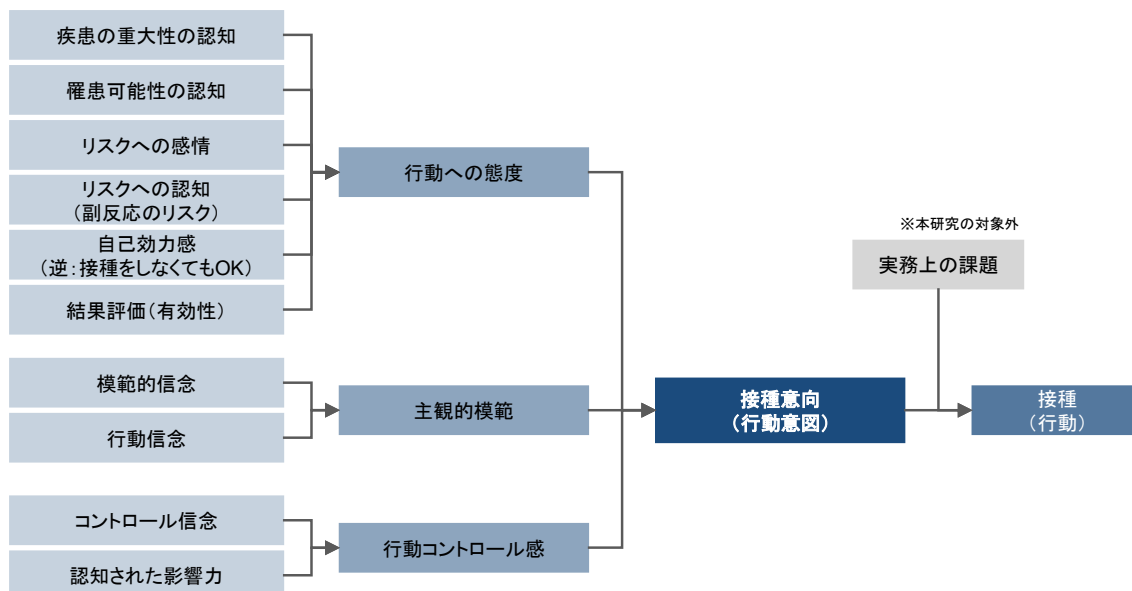 疾患の重大性の認知
罹患可能性の認知
リスクへの感情
リスクへの認知
(副反応のリスク)
自己効力感
(逆：接種をしなくてもOK)
結果評価(有効性)
模範的信念
行動信念
コントロール信念
認知された影響力
行動への態度
主観的模範
行動コントロール感
接種意向
(行動意図)
※本研究の対象外
実務上の課題
接種
(行動)